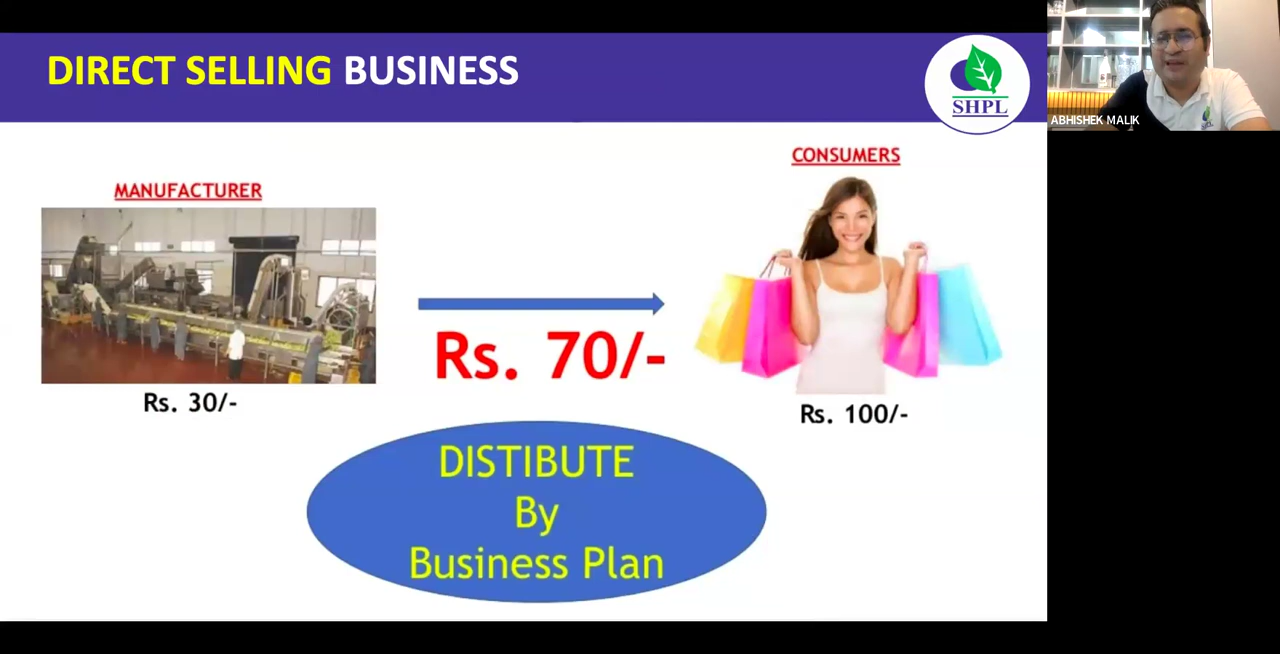 DIRECT SELLING BUSINESS
SHPL
ABHISHEK MALIK
CONSUMERS
MANUFACTURER
Rs. 70/-
Rs. 30/-
Rs. 100/-
DISTIBUTE
By
Business Plan